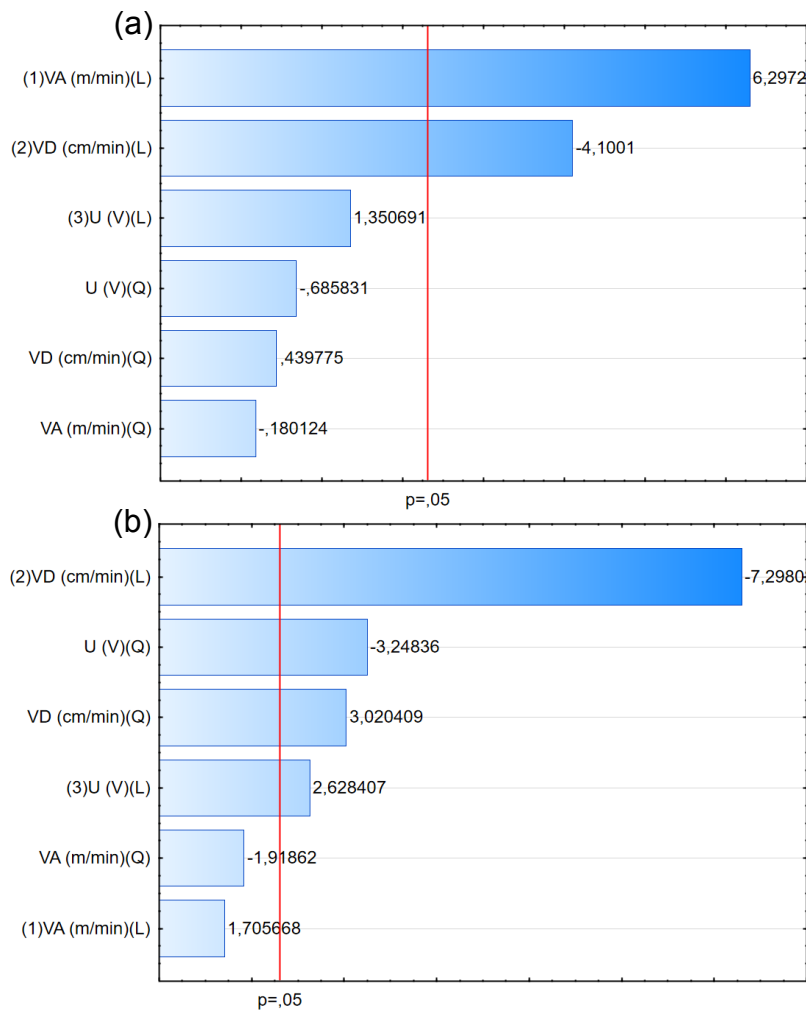 (a)
(1)VA (m/min)(L)
6,2972
(2)VD (cm/min)(L)
-4,1001
(3)U (V)(L)
1,350691
U (V)(Q)
-,685831
VD (cm/min)(Q)
,439775
VA (m/min)(Q)
-,180124
p=,05
(b)
(2)VD (cm/min)(L)
-7,2980
U (V)(Q)
-3,24836
VD (cm/min)(Q)
3,020409
(3)U (V)(L)
2,628407
VA (m/min)(Q)
-1,91862
(1)VA (m/min)(L)
1,705668
p=,05